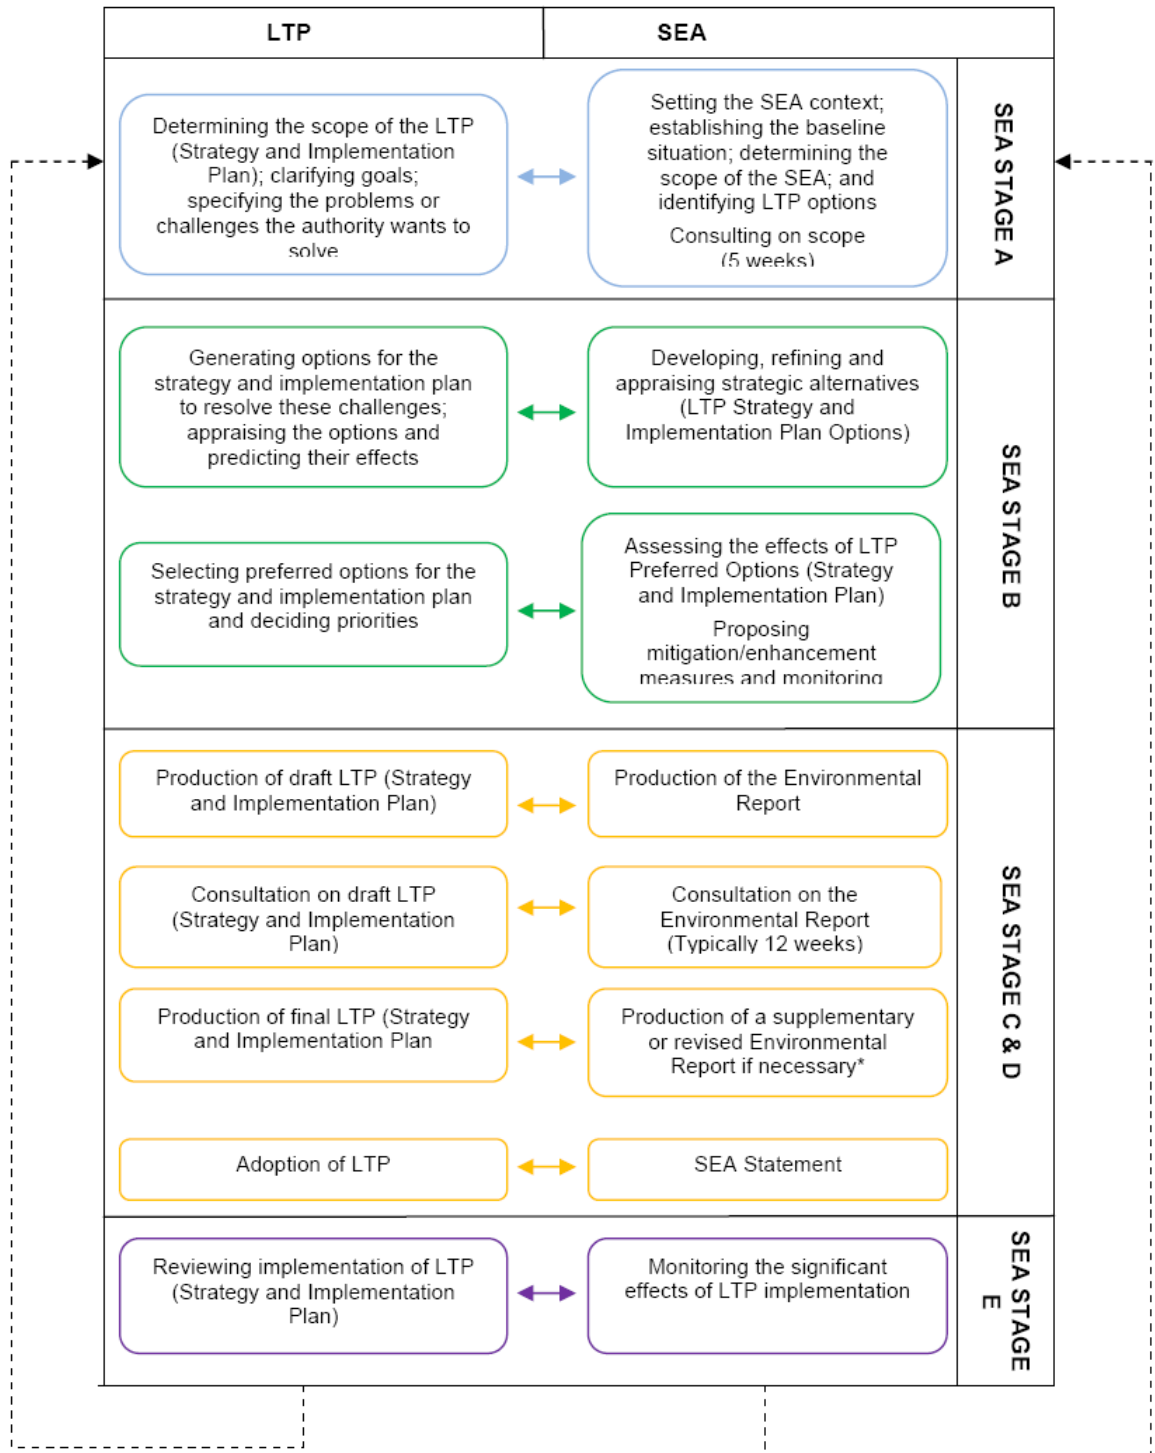 LTP
SEA
Determining the scope of the LTP
(Strategy and Implementation
Plan); clarifying goals;
specifying the problems or
challenges the authority wants to
solve
Setting the SEA context;
establishing the baseline
situation; determining the
scope of the SEA; and
identifying LTP options
Consulting on scope
(5 weeks)
SEA STAGE A
Generating options for the
strategy and implementation plan
to resolve these challenges;
appraising the options and
predicting their effects
Developing, refining and
appraising strategic alternatives
(LTP Strategy and
Implementation Plan Options)
Selecting preferred options for the
strategy and implementation plan
and deciding priorities
Assessing the effects of LTP
Preferred Options (Strategy
and Implementation Plan)
Proposing
mitigation/enhancement
measures and monitoring
SEA STAGE B
Production of draft LTP (Strategy
and Implementation Plan)
Production of the Environmental
Report
Consultation on draft LTP
(Strategy and Implementation
Plan)
Consultation on the
Environmental Report
(Typically 12 weeks)
Production of final LTP (Strategy
and Implementation Plan
Production of a supplementary
or revised Environmental
Report if necessary*
Adoption of LTP
SEA Statement
SEA STAGE C & D
Reviewing implementation of LTP
(Strategy and Implementation
Plan)
Monitoring the significant
effects of LTP implementation
SEA STAGE
E